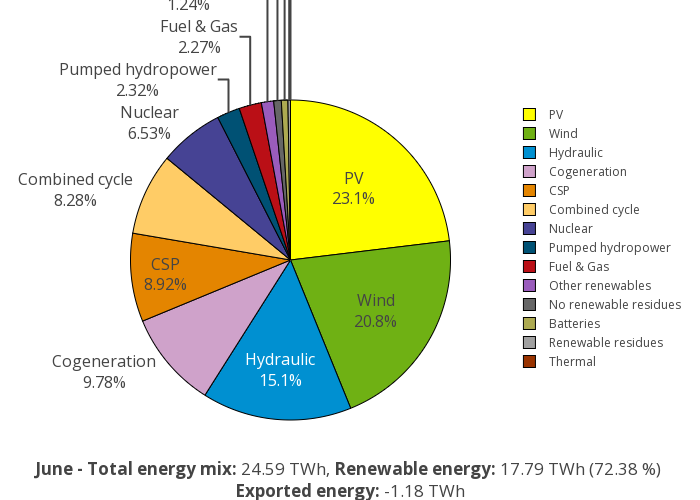 1.24%
Fuel & Gas
2.27%
Pumped hydropower
2.32%
Nuclear
6.53%
Combined cycle
8.28%
CSP
8.92%
Cogeneration
9.78%
Hydraulic
15.1%
Wind
20.8%
PV
23.1%
PV
Wind
Hydraulic
Cogeneration
CSP
Combined cycle
Nuclear
Pumped hydropower
Fuel & Gas
Other renewables
No renewable residues
Batteries
Renewable residues
Thermal
June - Total energy mix: 24.59 TWh, Renewable energy: 17.79 TWh (72.38 %)
Exported energy: -1.18 TWh